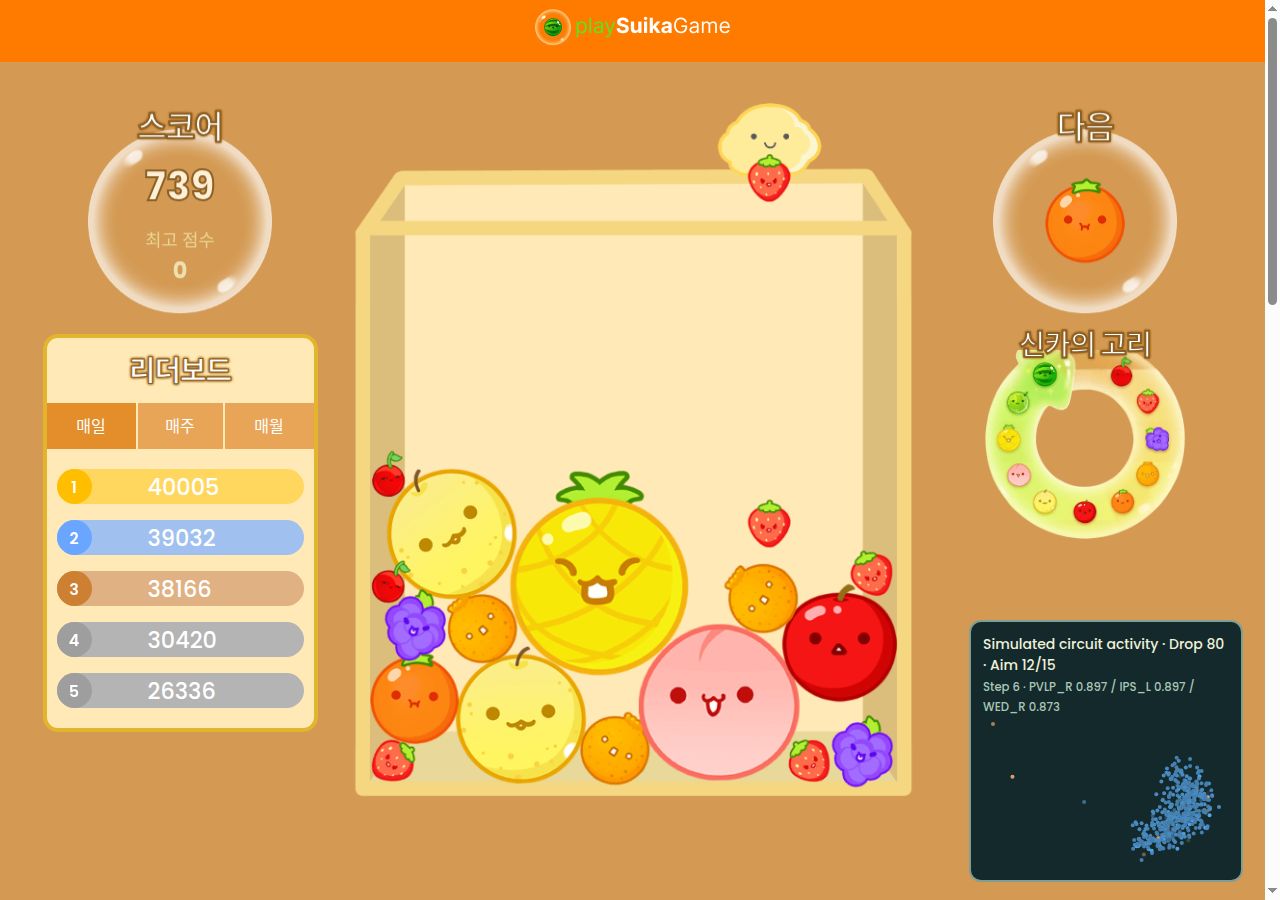 playSuikaGame
스코어
739
최고 점수
0
다음
리더보드
매일 매주 매월
1 40005
2 39032
3 38166
4 30420
5 26336
신카의 고리
Simulated circuit activity · Drop 80
· Aim 12/15
Step 6 · PVLP_R 0.897 / IPS_L 0.897 /
WED_R 0.873